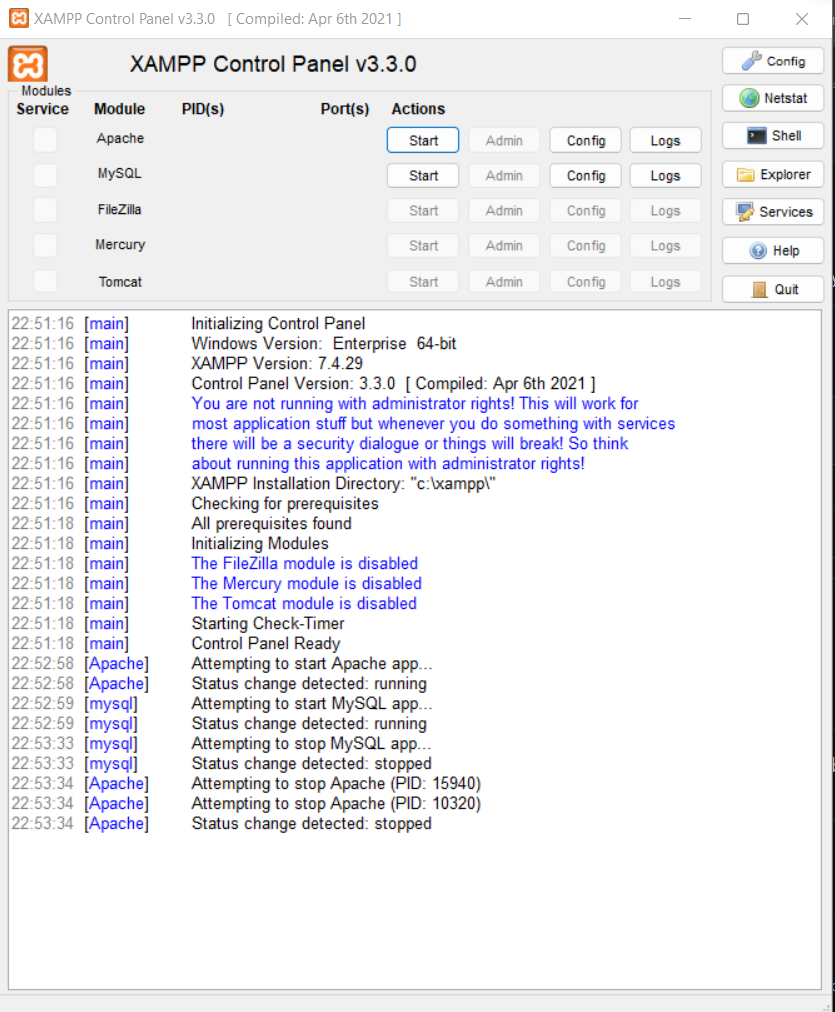 XAMPP Control Panel v3.3.0 [ Compiled: Apr 6th 2021 ]
XAMPP Control Panel v3.3.0
Modules
Service Module PID(s) Port(s) Actions
Apache Start Admin Config Logs
MySQL Start Admin Config Logs
FileZilla Start Admin Config Logs
Mercury Start Admin Config Logs
Tomcat Start Admin Config Logs
Config
Netstat
Shell
Explorer
Services
Help
Quit
22:51:16 [main] Initializing Control Panel
22:51:16 [main] Windows Version: Enterprise 64-bit
22:51:16 [main] XAMPP Version: 7.4.29
22:51:16 [main] Control Panel Version: 3.3.0 [ Compiled: Apr 6th 2021 ]
22:51:16 [main] You are not running with administrator rights! This will work for
22:51:16 [main] most application stuff but whenever you do something with services
22:51:16 [main] there will be a security dialogue or things will break! So think
22:51:16 [main] about running this application with administrator rights!
22:51:16 [main] XAMPP Installation Directory: "c:\xampp\"
22:51:16 [main] Checking for prerequisites
22:51:18 [main] All prerequisites found
22:51:18 [main] Initializing Modules
22:51:18 [main] The FileZilla module is disabled
22:51:18 [main] The Mercury module is disabled
22:51:18 [main] The Tomcat module is disabled
22:51:18 [main] Starting Check-Timer
22:51:18 [main] Control Panel Ready
22:52:58 [Apache] Attempting to start Apache app...
22:52:58 [Apache] Status change detected: running
22:52:59 [mysql] Attempting to start MySQL app...
22:52:59 [mysql] Status change detected: running
22:53:33 [mysql] Attempting to stop MySQL app...
22:53:33 [mysql] Status change detected: stopped
22:53:34 [Apache] Attempting to stop Apache (PID: 15940)
22:53:34 [Apache] Attempting to stop Apache (PID: 10320)
22:53:34 [Apache] Status change detected: stopped